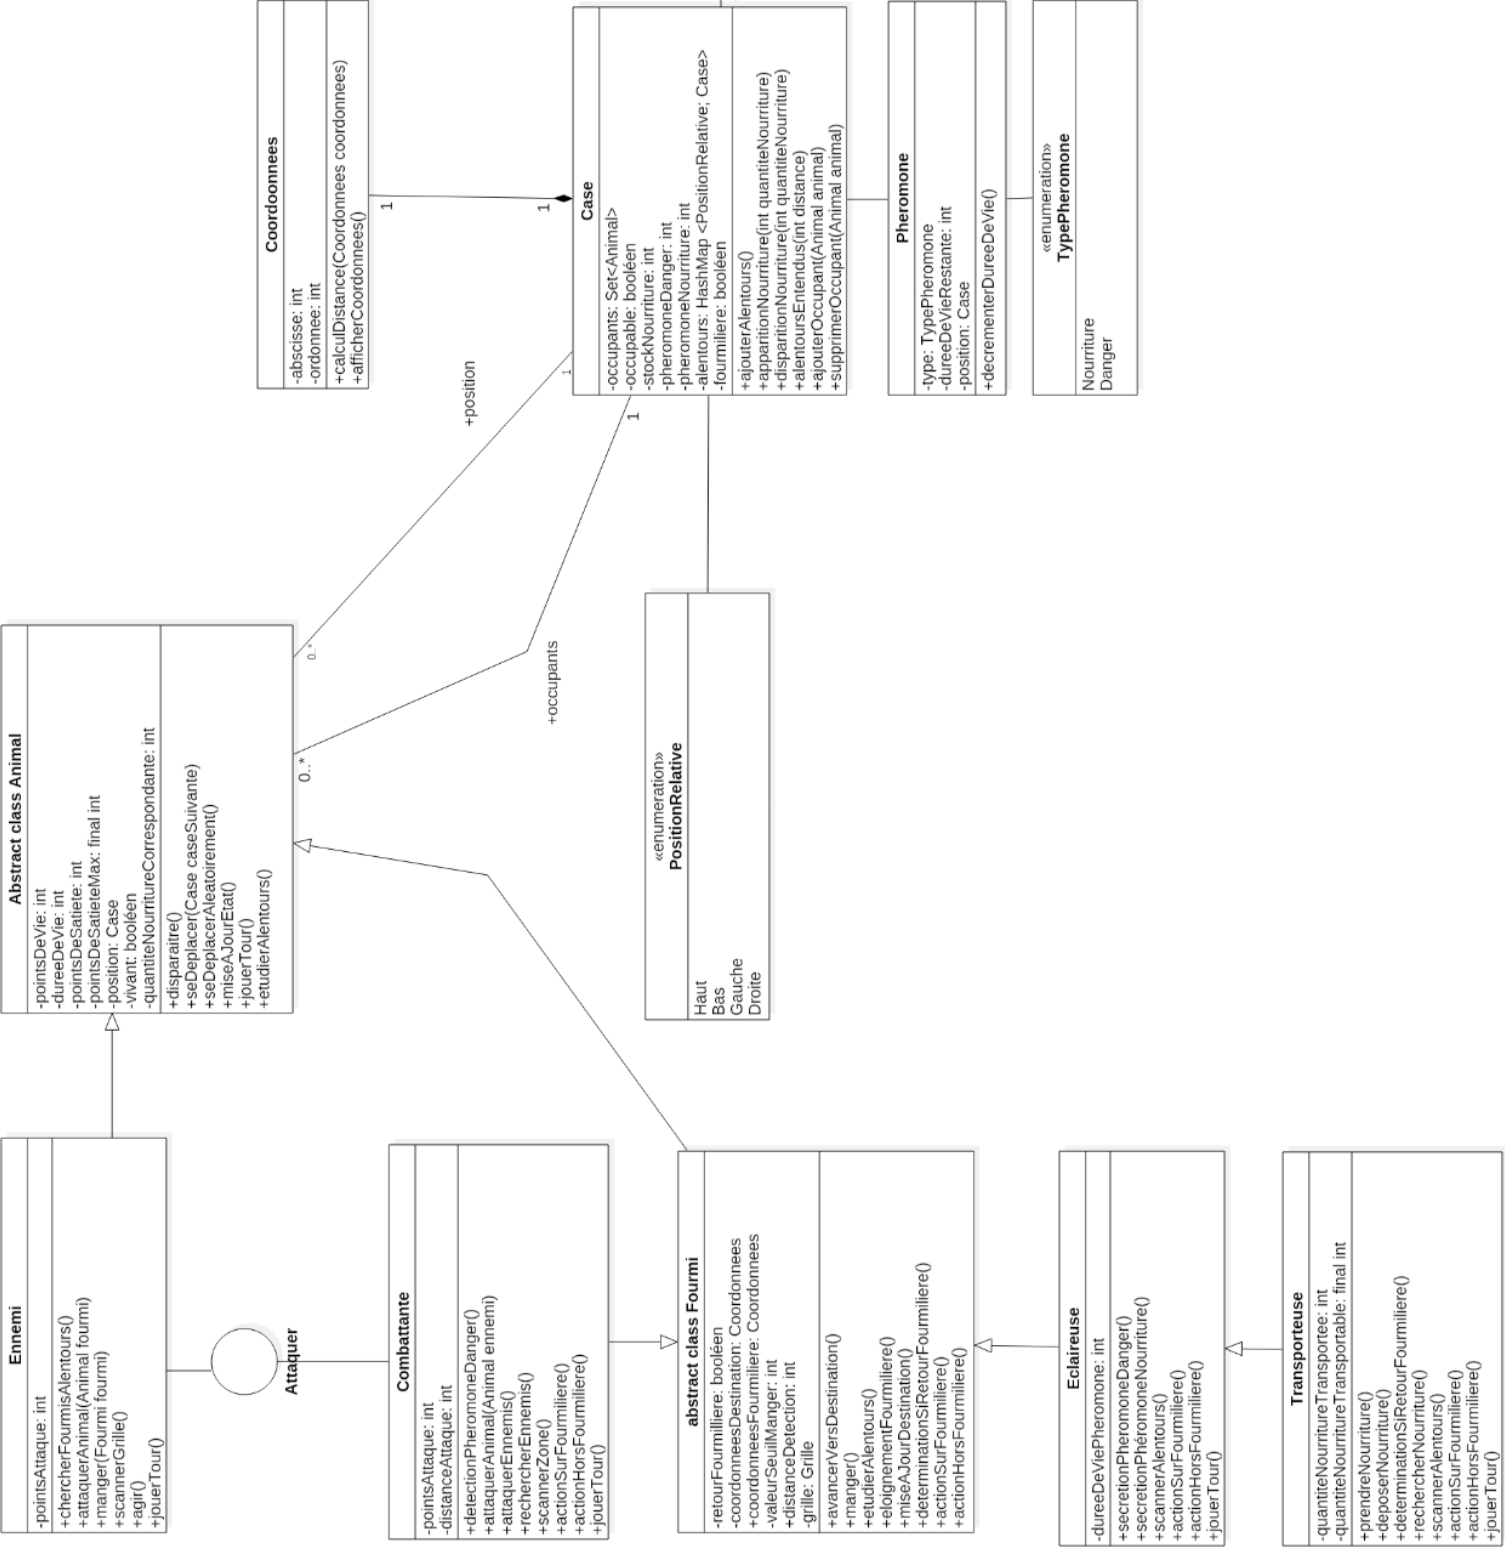 Coordoonnees
-abscisse: int
-ordonnee: int
+calculDistance(Coordonnees coordonnees)
+afficherCoordonnees()
1
1
Case
-occupants: Set<Animal>
-occupable: booléen
-stockNourriture: int
-pheromoneDanger: int
-pheromoneNourriture: int
-alentours: HashMap <PositionRelative; Case>
-fourmiliere: booléen
+ajouterAlentours()
+apparitionNourriture(int quantiteNourriture)
+disparitionNourriture(int quantiteNourriture)
+alentoursEntendus(int distance)
+ajouterOccupant(Animal animal)
+supprimerOccupant(Animal animal)
Pheromone
-type: TypePheromone
-dureeDeVieRestante: int
-position: Case
+decrementerDureeDeVie()
«enumeration»
TypePheromone
Nourriture
Danger
+position
1
0..*
1
0..*
+occupants
Abstract class Animal
-pointsDeVie: int
-dureeDeVie: int
-pointsDeSatiete: int
-pointsDeSatieteMax: final int
-position: Case
-vivant: booléen
-quantiteNourritureCorrespondante: int
+disparaitre()
+seDeplacer(Case caseSuivante)
+seDeplacerAleatoirement()
+miseAJourEtat()
+jouerTour()
+etudierAlentours()
«enumeration»
PositionRelative
Haut
Bas
Gauche
Droite
Ennemi
-pointsAttaque: int
+chercherFourmisAlentours()
+attaquerAnimal(Animal fourmi)
+manger(Fourmi fourmi)
+scannerGrille()
+agir()
+jouerTour()
Attaquer
Combattante
-pointsAttaque: int
-distanceAttaque: int
+detectionPheromoneDanger()
+attaquerAnimal(Animal ennemi)
+attaquerEnnemis()
+rechercherEnnemis()
+scannerZone()
+actionSurFourmiliere()
+actionHorsFourmiliere()
+jouerTour()
abstract class Fourmi
-retourFourmilliere: booléen
-coordonneesDestination: Coordonnees
+coordonneesFourmiliere: Coordonnees
-valeurSeuilManger: int
+distanceDetection: int
-grille: Grille
+avancerVersDestination()
+manger()
+etudierAlentours()
+eloignementFourmiliere()
+miseAJourDestination()
+determinationSiRetourFourmiliere()
+actionSurFourmiliere()
+actionHorsFourmiliere()
Eclaireuse
-dureeDeViePheromone: int
+secretionPheromoneDanger()
+secretionPhéromoneNourriture()
+scannerAlentours()
+actionSurFourmiliere()
+actionHorsFourmiliere()
+jouerTour()
Transporteuse
-quantiteNourritureTransportee: int
-quantiteNourritureTransportable: final int
+prendreNourriture()
+deposerNourriture()
+determinationSiRetourFourmiliere()
+rechercherNourriture()
+scannerAlentours()
+actionSurFourmiliere()
+actionHorsFourmiliere()
+jouerTour()